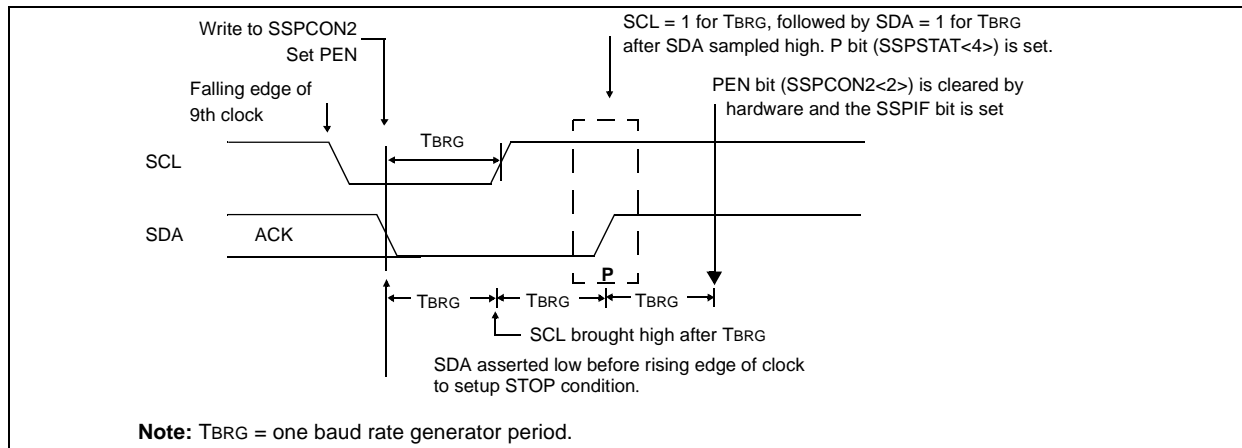 Write to SSPCON2
Set PEN
SCL = 1 for TBRG, followed by SDA = 1 for TBRG
after SDA sampled high. P bit (SSPSTAT<4>) is set.
Falling edge of
9th clock
PEN bit (SSPCON2<2>) is cleared by
hardware and the SSPIF bit is set
TBRG
SCL
SDA
ACK
P
TBRG
TBRG
TBRG
SCL brought high after TBRG
SDA asserted low before rising edge of clock
to setup STOP condition.
Note: TBRG = one baud rate generator period.